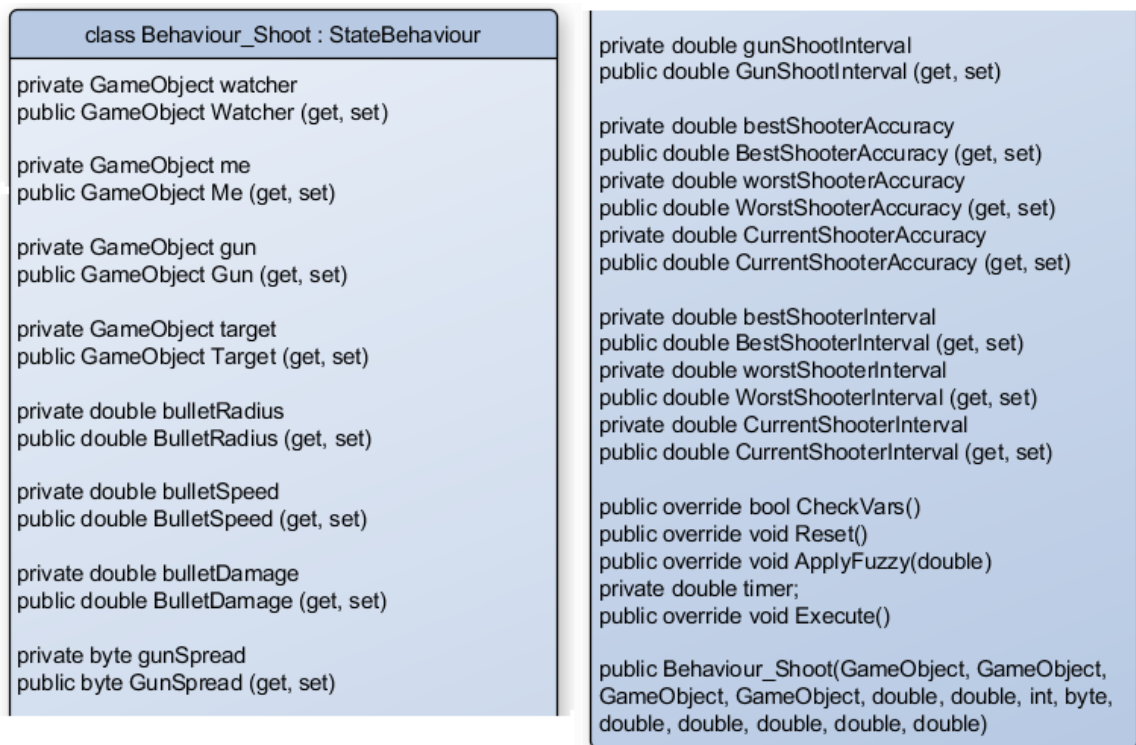 class Behaviour_Shoot : StateBehaviour
private GameObject watcher
public GameObject Watcher (get, set)
private GameObject me
public GameObject Me (get, set)
private GameObject gun
public GameObject Gun (get, set)
private GameObject target
public GameObject Target (get, set)
private double bulletRadius
public double BulletRadius (get, set)
private double bulletSpeed
public double BulletSpeed (get, set)
private double bulletDamage
public double BulletDamage (get, set)
private byte gunSpread
public byte GunSpread (get, set)
private double gunShootInterval
public double GunShootInterval (get, set)
private double bestShooterAccuracy
public double BestShooterAccuracy (get, set)
private double worstShooterAccuracy
public double WorstShooterAccuracy (get, set)
private double CurrentShooterAccuracy
public double CurrentShooterAccuracy (get, set)
private double bestShooterInterval
public double BestShooterInterval (get, set)
private double worstShooterInterval
public double WorstShooterInterval (get, set)
private double CurrentShooterInterval
public double CurrentShooterInterval (get, set)
public override bool CheckVars()
public override void Reset()
public override void ApplyFuzzy(double)
private double timer;
public override void Execute()
public Behaviour_Shoot(GameObject, GameObject,
GameObject, GameObject, double, double, int, byte,
double, double, double, double, double)